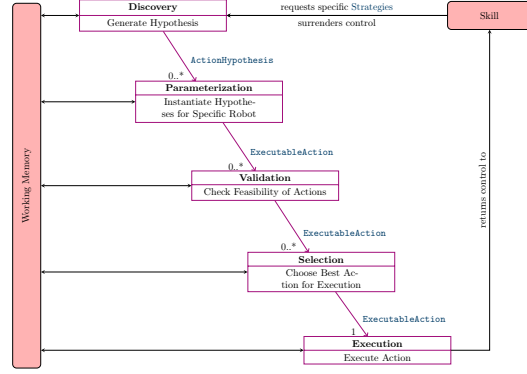 Discovery
Generate Hypothesis
requests specific Strategies
surrenders control
Skill
ActionHypothesis
0..*
Parameterization
Instantiate Hypothe-
ses for Specific Robot
ExecutableAction
0..*
Validation
Check Feasibility of Actions
Working Memory
returns control to
ExecutableAction
0..*
Selection
Choose Best Ac-
tion for Execution
ExecutableAction
1
Execution
Execute Action